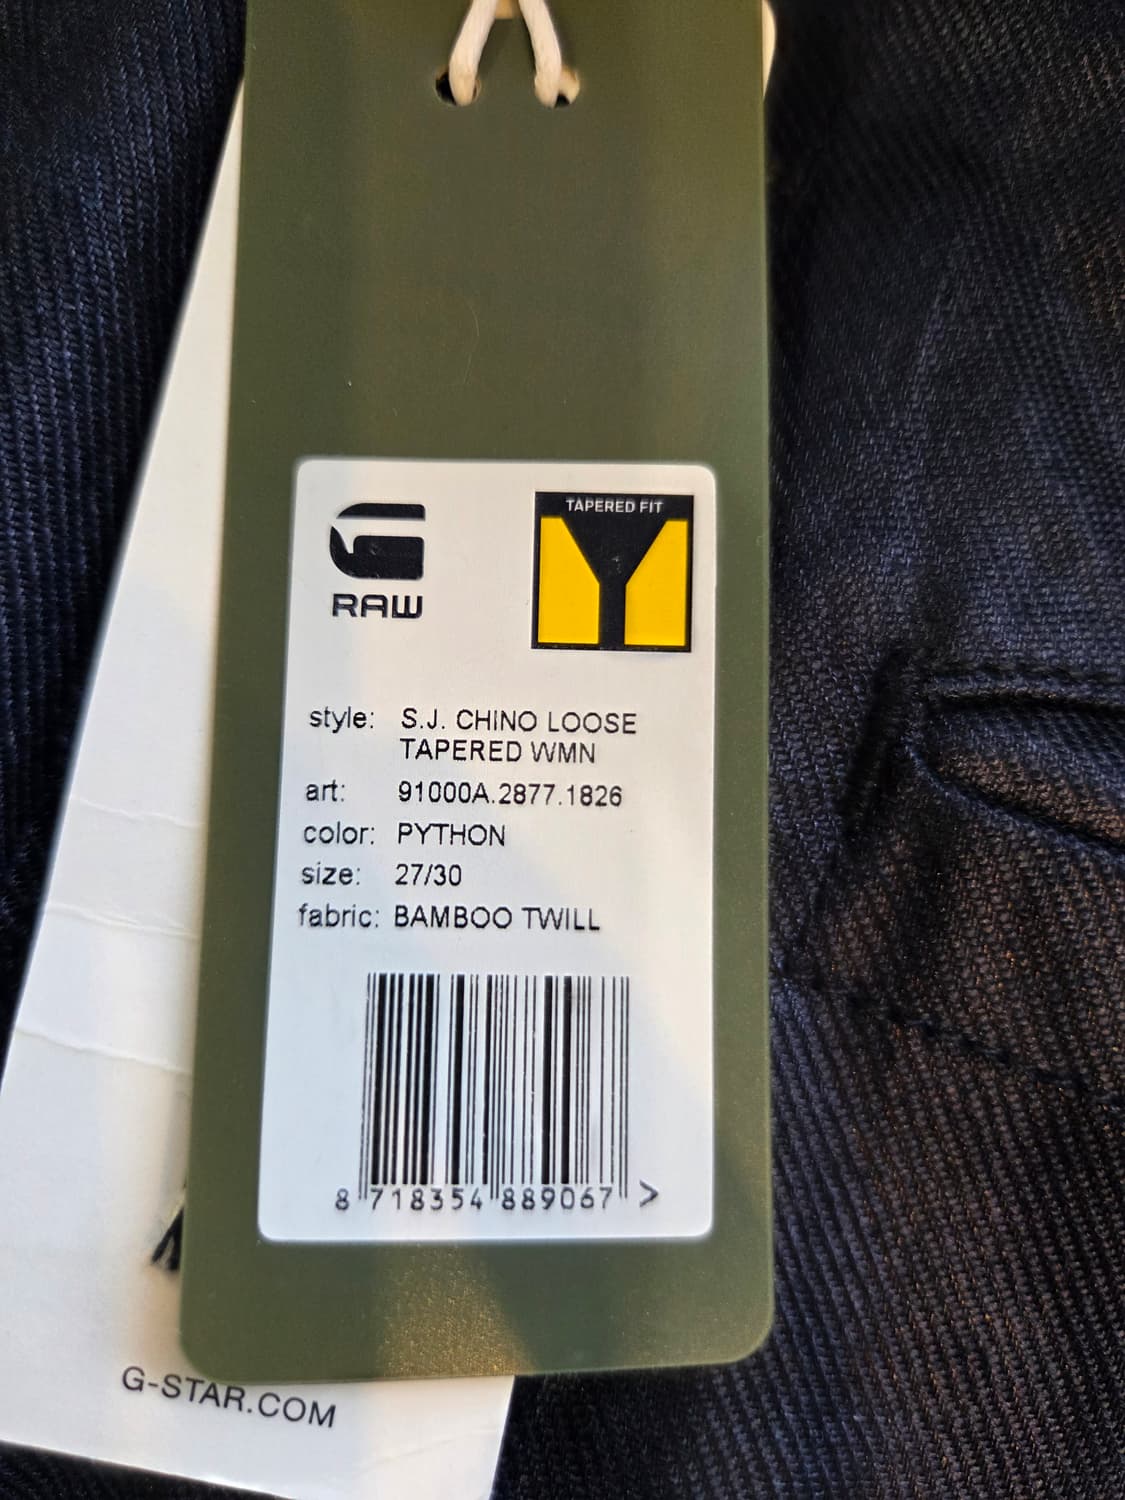 TAPERED FIT
RAW
style: S.J. CHINO LOOSE
TAPERED WMN
art: 91000A.2877.1826
color: PYTHON
size: 27/30
fabric: BAMBOO TWILL
8 718354 889067 >
G-STAR.COM